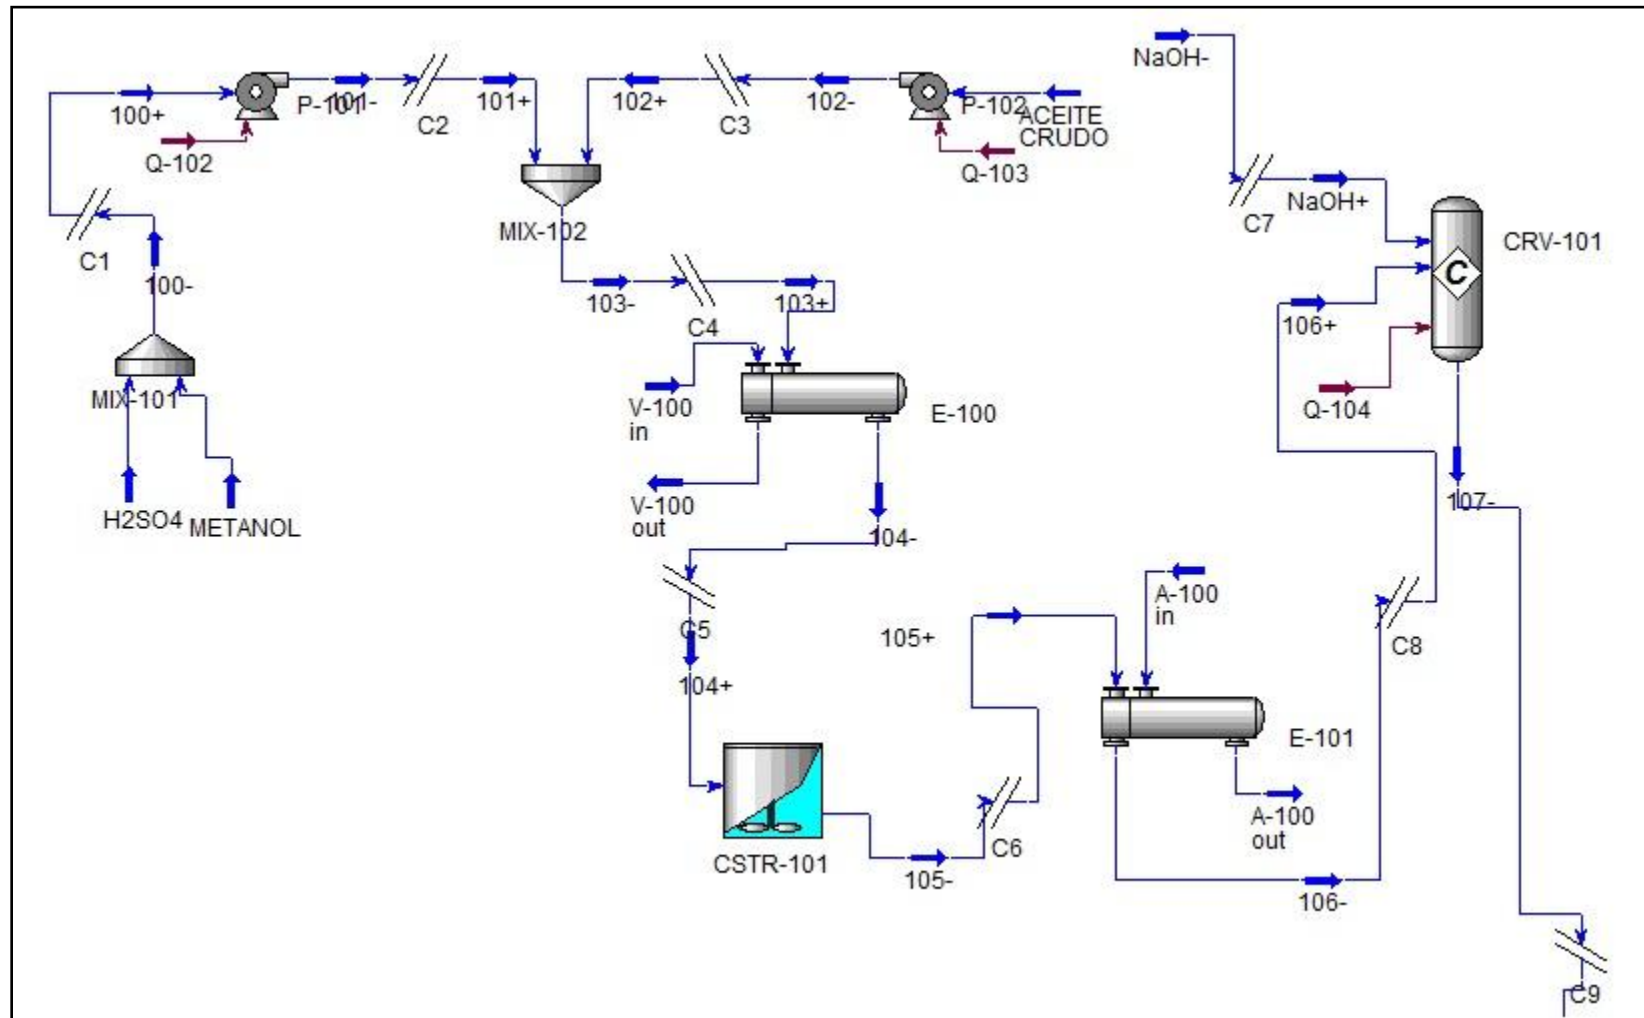 NaOH-
100+
P-101
101-
C2
101+
102+
C3
102-
P-102
ACEITE
CRUDO
Q-102
Q-103
C7
NaOH+
MIX-102
CRV-101
C
C1
100-
103-
C4
103+
106+
MIX-101
V-100
in
E-100
Q-104
H2SO4
METANOL
V-100
out
104-
107-
A-100
in
C5
105+
C8
104+
E-101
A-100
out
CSTR-101
C6
105-
106-
C9